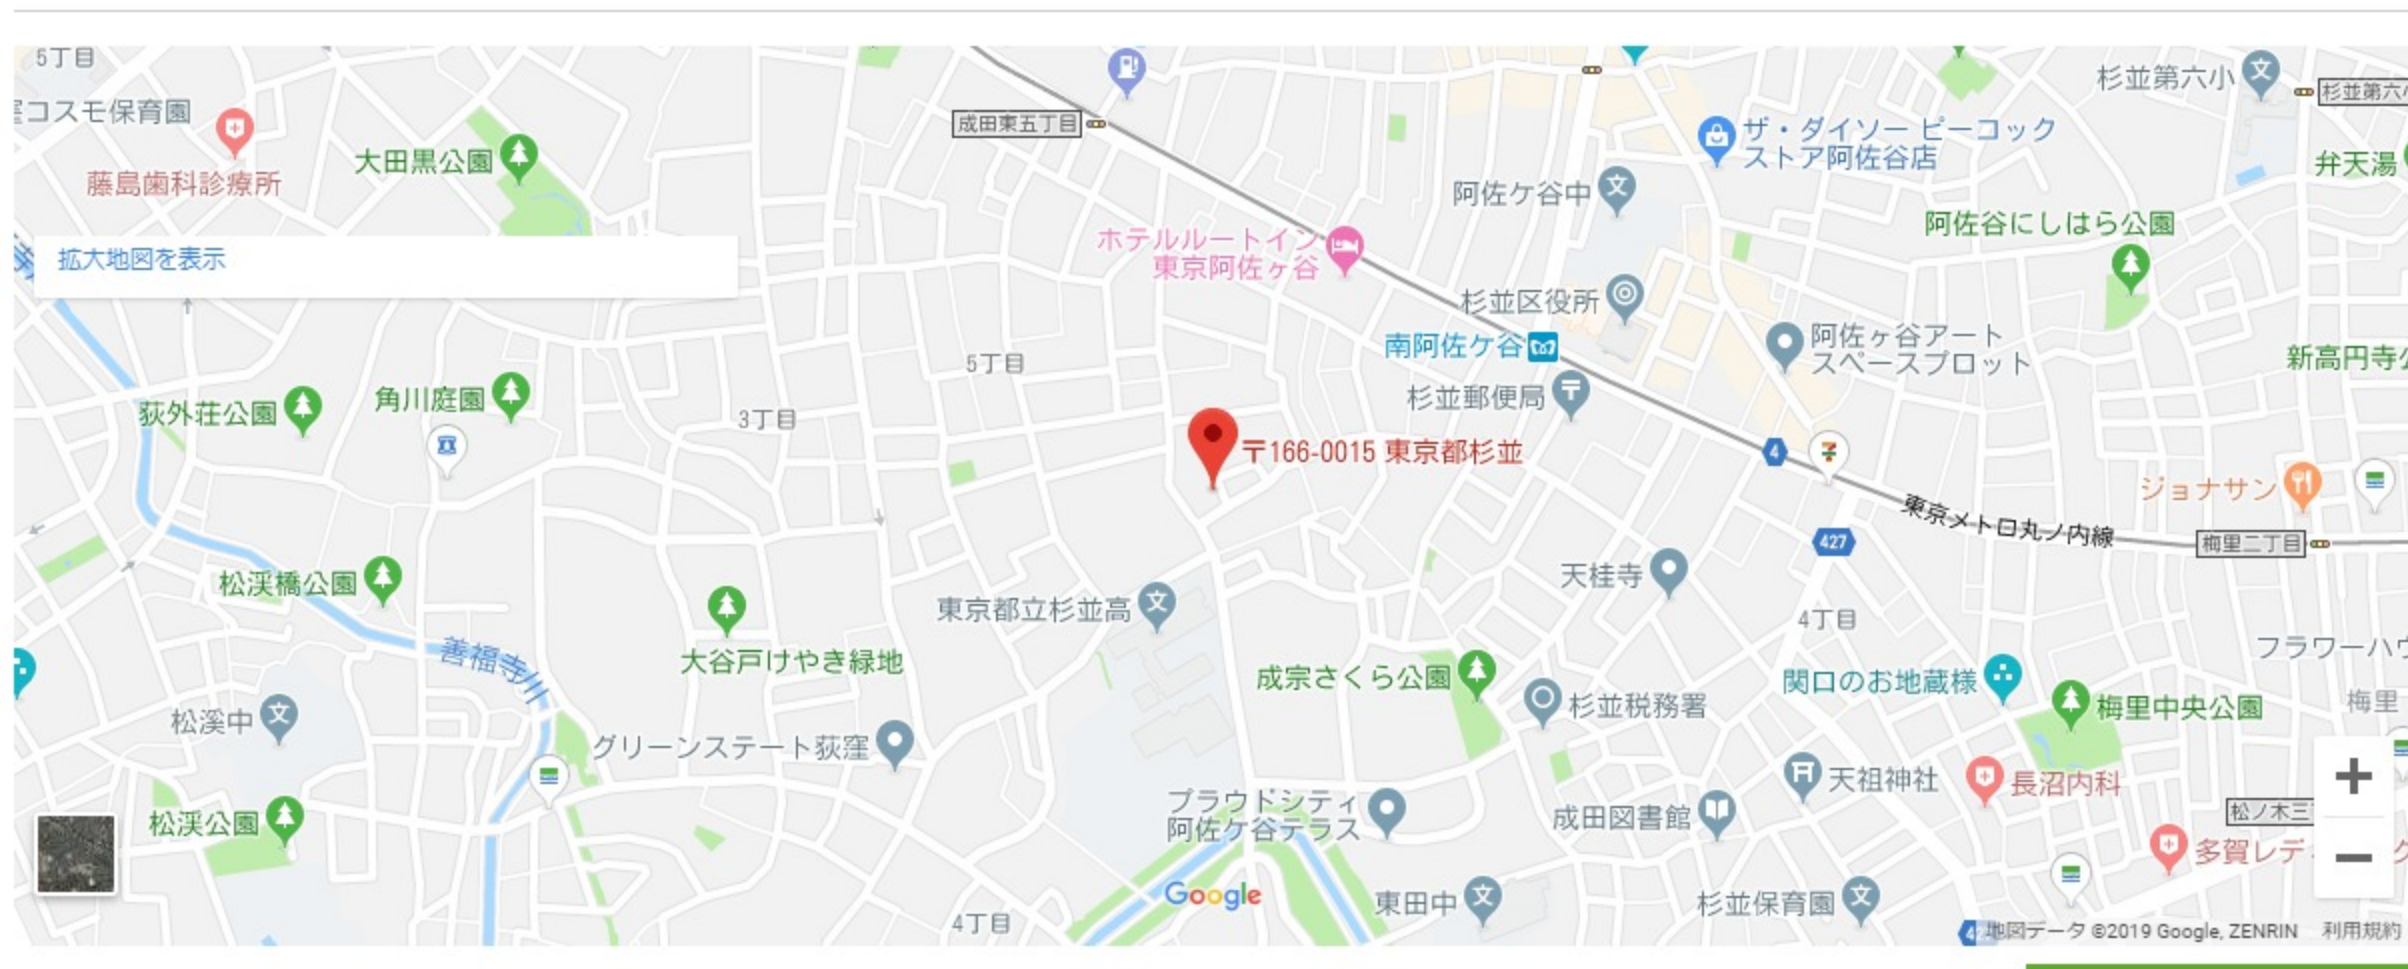 5丁目
コスモ保育園
藤島歯科診療所
大田黒公園
成田東五丁目
杉並第六小
杉並第六
ザ・ダイソー ピーコック
ストア阿佐谷店
弁天湯
阿佐ケ谷中
阿佐谷にしはら公園
ホテルルートイン
東京阿佐ヶ谷
拡大地図を表示
杉並区役所
南阿佐ケ谷
阿佐ヶ谷アート
スペースプロット
新高円寺
5丁目
杉並郵便局
荻外荘公園
角川庭園
3丁目
〒166-0015 東京都杉並
4
ジョナサン
東京メトロ丸ノ内線
427
梅里二丁目
松渓橋公園
東京都立杉並高
天桂寺
4丁目
善福寺川
大谷戸けやき緑地
成宗さくら公園
関口のお地蔵様
フラワーハウ
松溪中
杉並税務署
梅里中央公園
梅里
グリーンステート荻窪
天祖神社
長沼内科
プラウドシティ
阿佐ケ谷テラス
成田図書館
松渓公園
松ノ木三
多賀レデ
Google
東田中
杉並保育園
4丁目
地図データ ©2019 Google, ZENRIN 利用規約